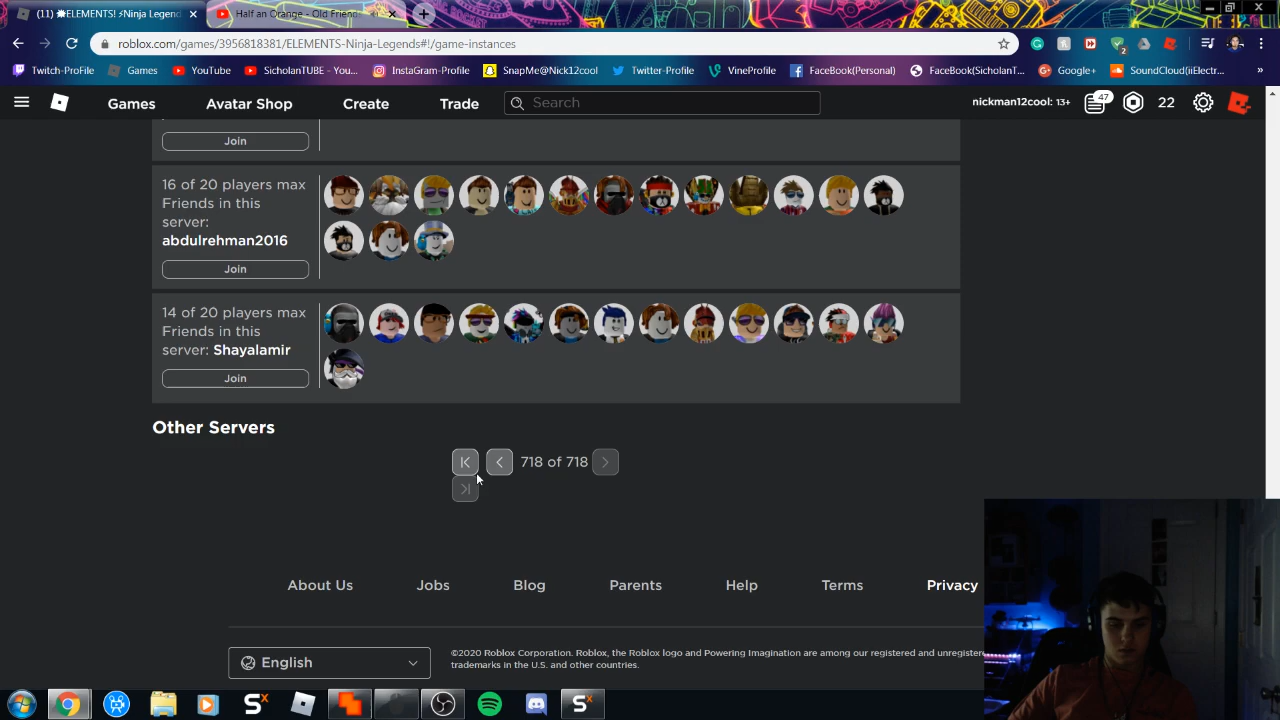 (11) ✸ELEMENTS! ⚡Ninja Legend
Half an Orange - Old Friend
roblox.com/games/3956818381/ELEMENTS-Ninja-Legends#!/game-instances
2
Twitch-ProFile
Games
YouTube
SicholanTUBE - You...
InstaGram-Profile
SnapMe@Nick12cool
Twitter-Profile
VineProfile
FaceBook(Personal)
FaceBook(SicholanT...
Google+
SoundCloud(iiElectr...
»
Games
Avatar Shop
Create
Trade
Search
nickman12cool: 13+
47
22
Join
16 of 20 players max
Friends in this
server:
abdulrehman2016
Join
14 of 20 players max
Friends in this
server: Shayalamir
Join
Other Servers
718 of 718
About Us
Jobs
Blog
Parents
Help
Terms
Privacy
English
©2020 Roblox Corporation. Roblox, the Roblox logo and Powering Imagination are among our registered and unregistere
trademarks in the U.S. and other countries.